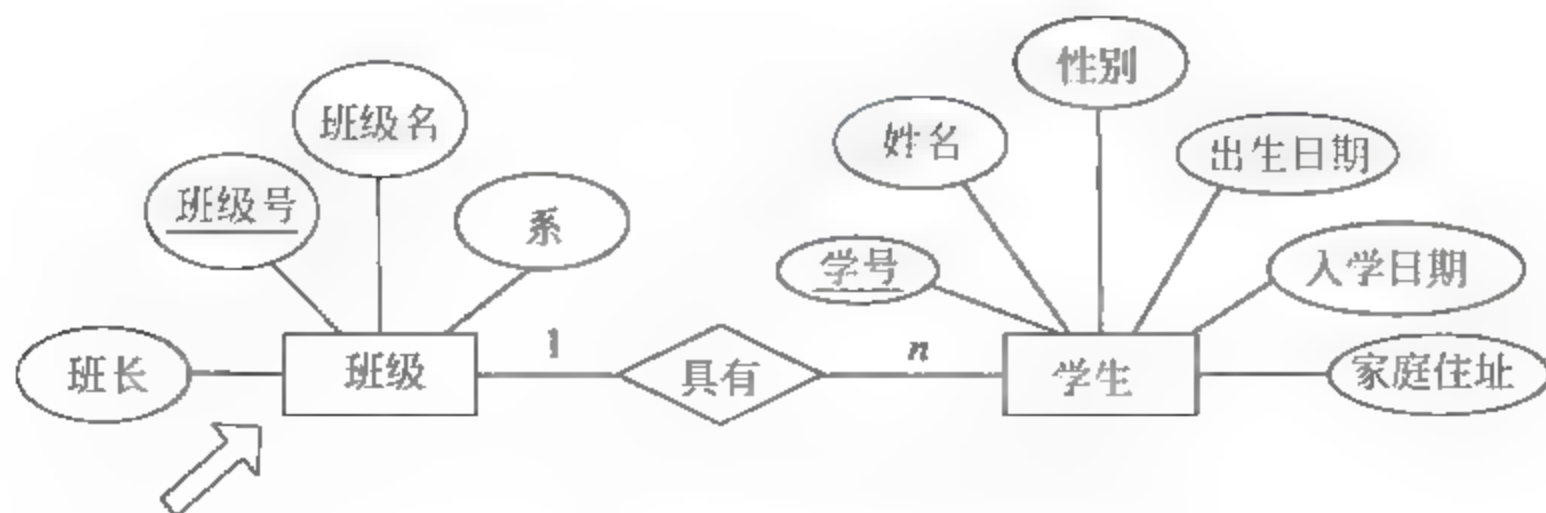 性别
班级名
姓名
出生日期
班级号
系
学号
入学日期
班长
班级
1
具有
n
学生
家庭住址